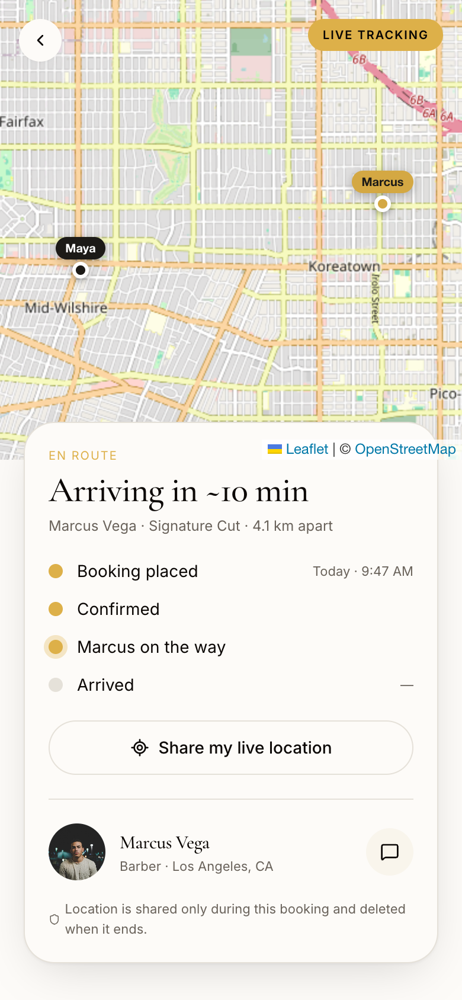 LIVE TRACKING
6B
6B
6A 6A
Fairfax
Marcus
Maya
Koreatown
Irolo Street
Mid-Wilshire
Pico-
Leaflet | © OpenStreetMap
EN ROUTE
Arriving in ~10 min
Marcus Vega · Signature Cut · 4.1 km apart
Booking placed Today · 9:47 AM
Confirmed
Marcus on the way
Arrived —
Share my live location
Marcus Vega
Barber · Los Angeles, CA
Location is shared only during this booking and deleted
when it ends.